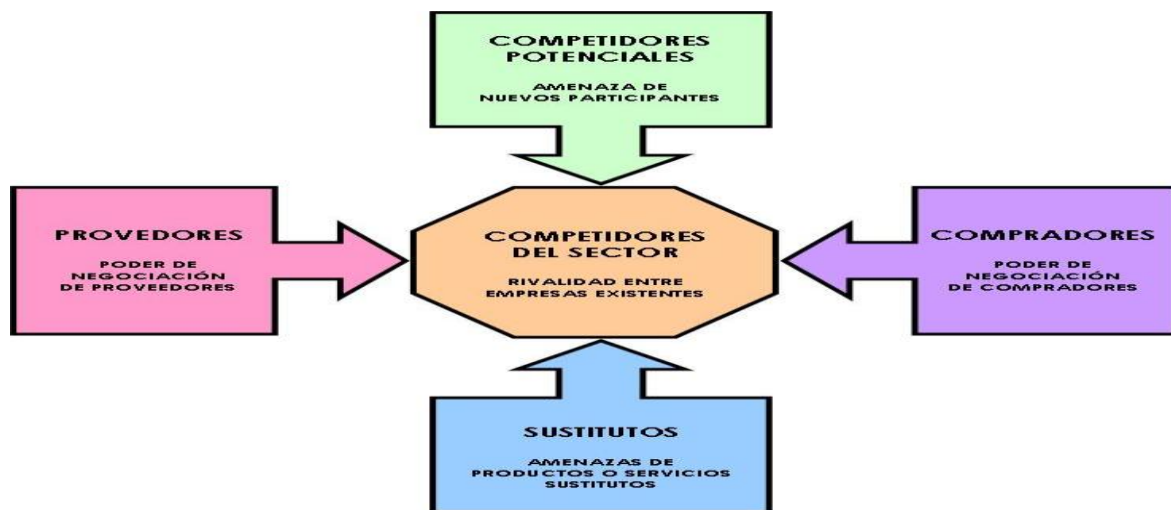 COMPETIDORES
POTENCIALES
AMENAZA DE
NUEVOS PARTICIPANTES
PROVEDORES
PODER DE
NEGOCIACIÓN
DE PROVEEDORES
COMPETIDORES
DEL SECTOR
RIVALIDAD ENTRE
EMPRESAS EXISTENTES
COMPRADORES
PODER DE
NEGOCIACIÓN
DE COMPRADORES
SUSTITUTOS
AMENAZAS DE
PRODUCTOS O SERVICIOS
SUSTITUTOS